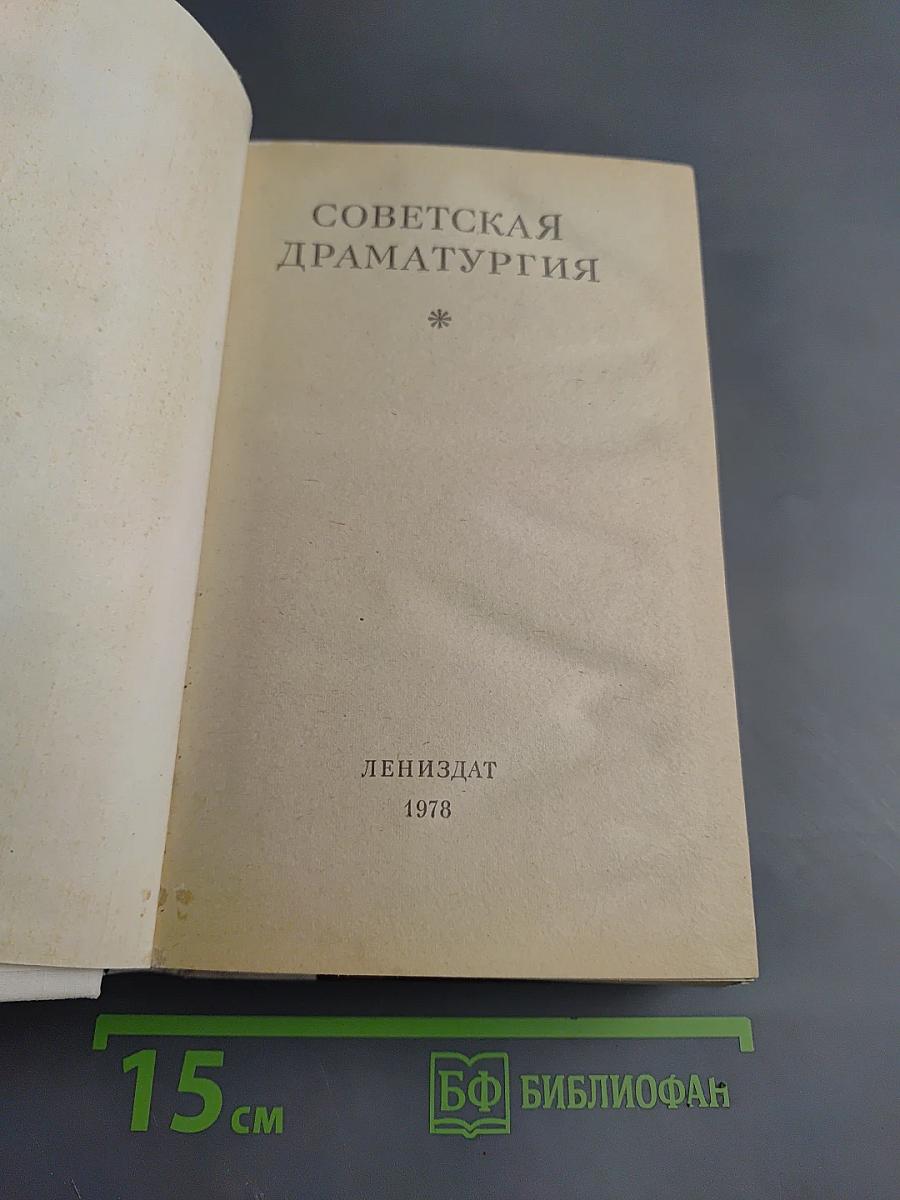 СОВЕТСКАЯ
ДРАМАТУРГИЯ
*
ЛЕНИЗДАТ
1978
15 см
БФ БИБЛИОФАН